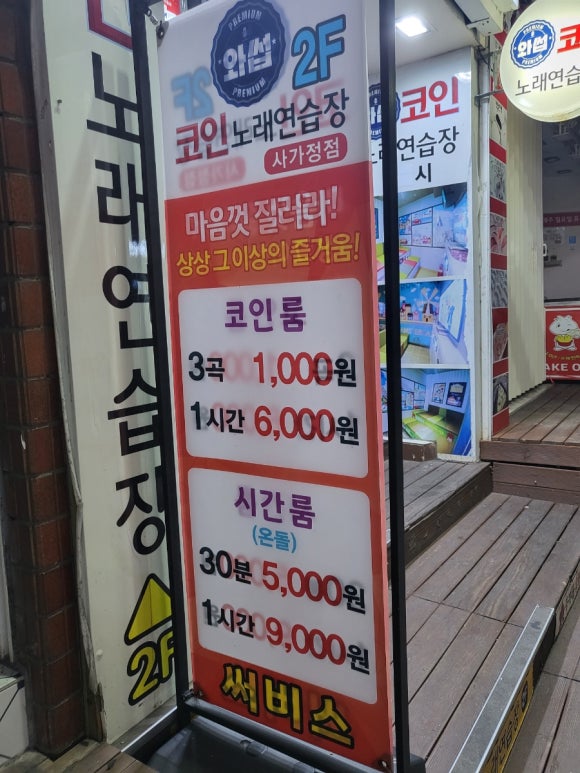 PREMIUM
와썹
PREMIUM
2F
코인노래연습장
사가정점
마음껏 질러라!
상상 그 이상의 즐거움!
코인룸
3곡 1,000원
1시간 6,000원
시간룸
(온돌)
30분 5,000원
1시간 9,000원
써비스
노래연습장
2F
코인
노래연습장
시
와썹
코
노래연습
AKE O